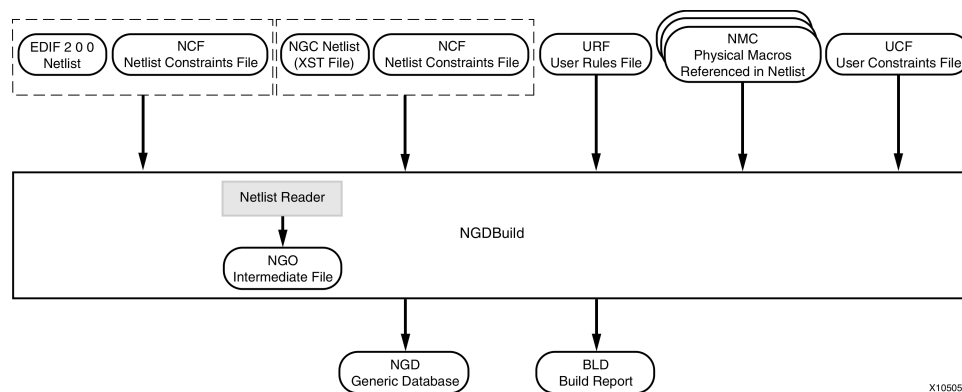 EDIF 2 0 0
Netlist
NCF
Netlist Constraints File
NGC Netlist
(XST File)
NCF
Netlist Constraints File
URF
User Rules File
NMC
Physical Macros
Referenced in Netlist
UCF
User Constraints File
Netlist Reader
NGDBuild
NGO
Intermediate File
NGD
Generic Database
BLD
Build Report
X10505